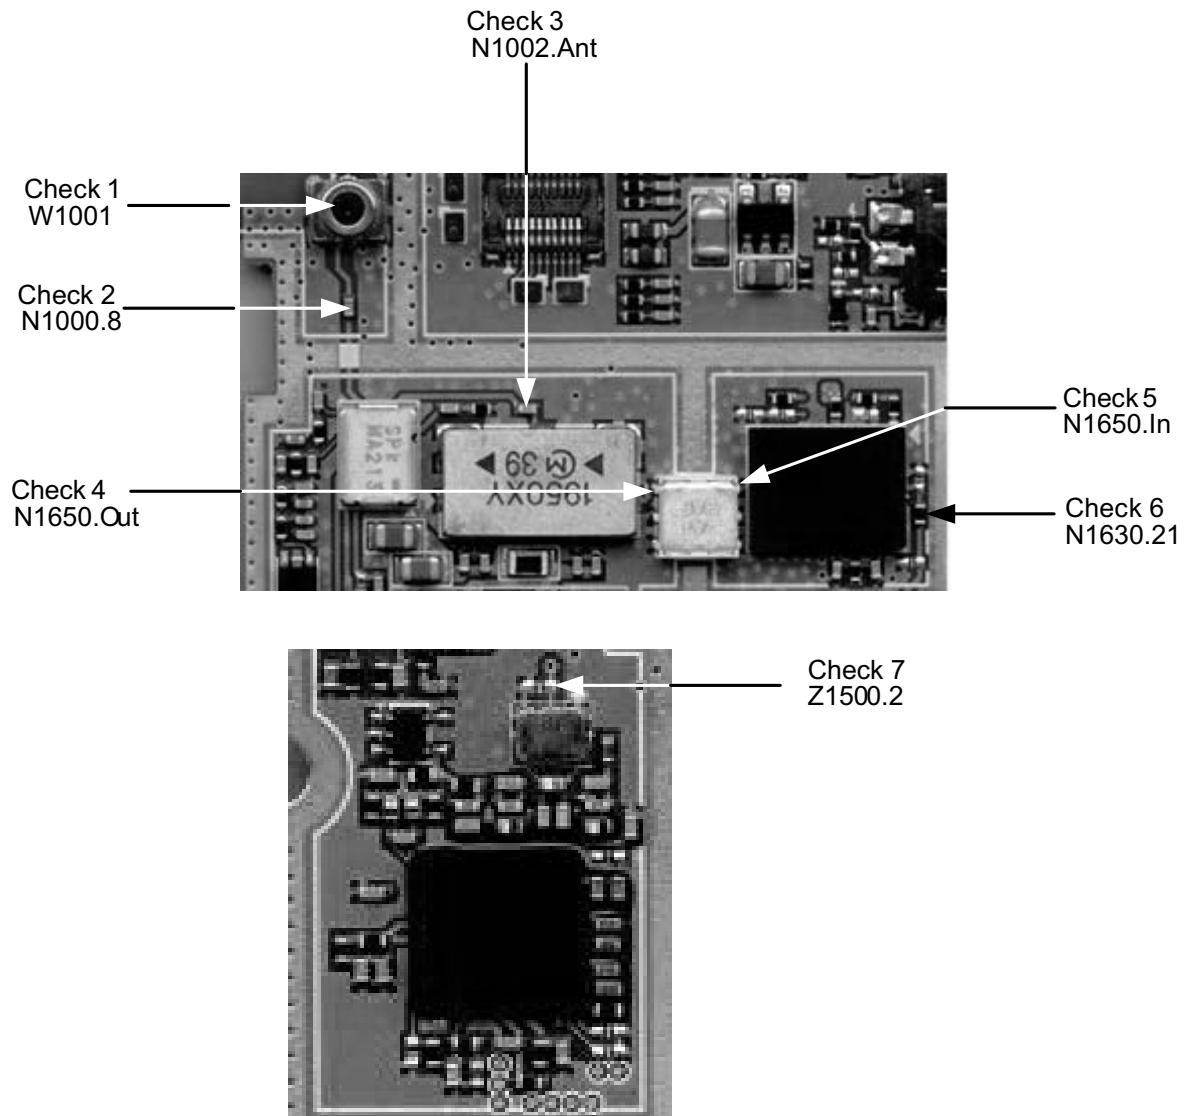 Check 3
N1002.Ant
Check 1
W1001
Check 2
N1000.8
Check 5
N1650.In
Check 4
N1650.Out
Check 6
N1630.21
39
1950XY
Check 7
Z1500.2